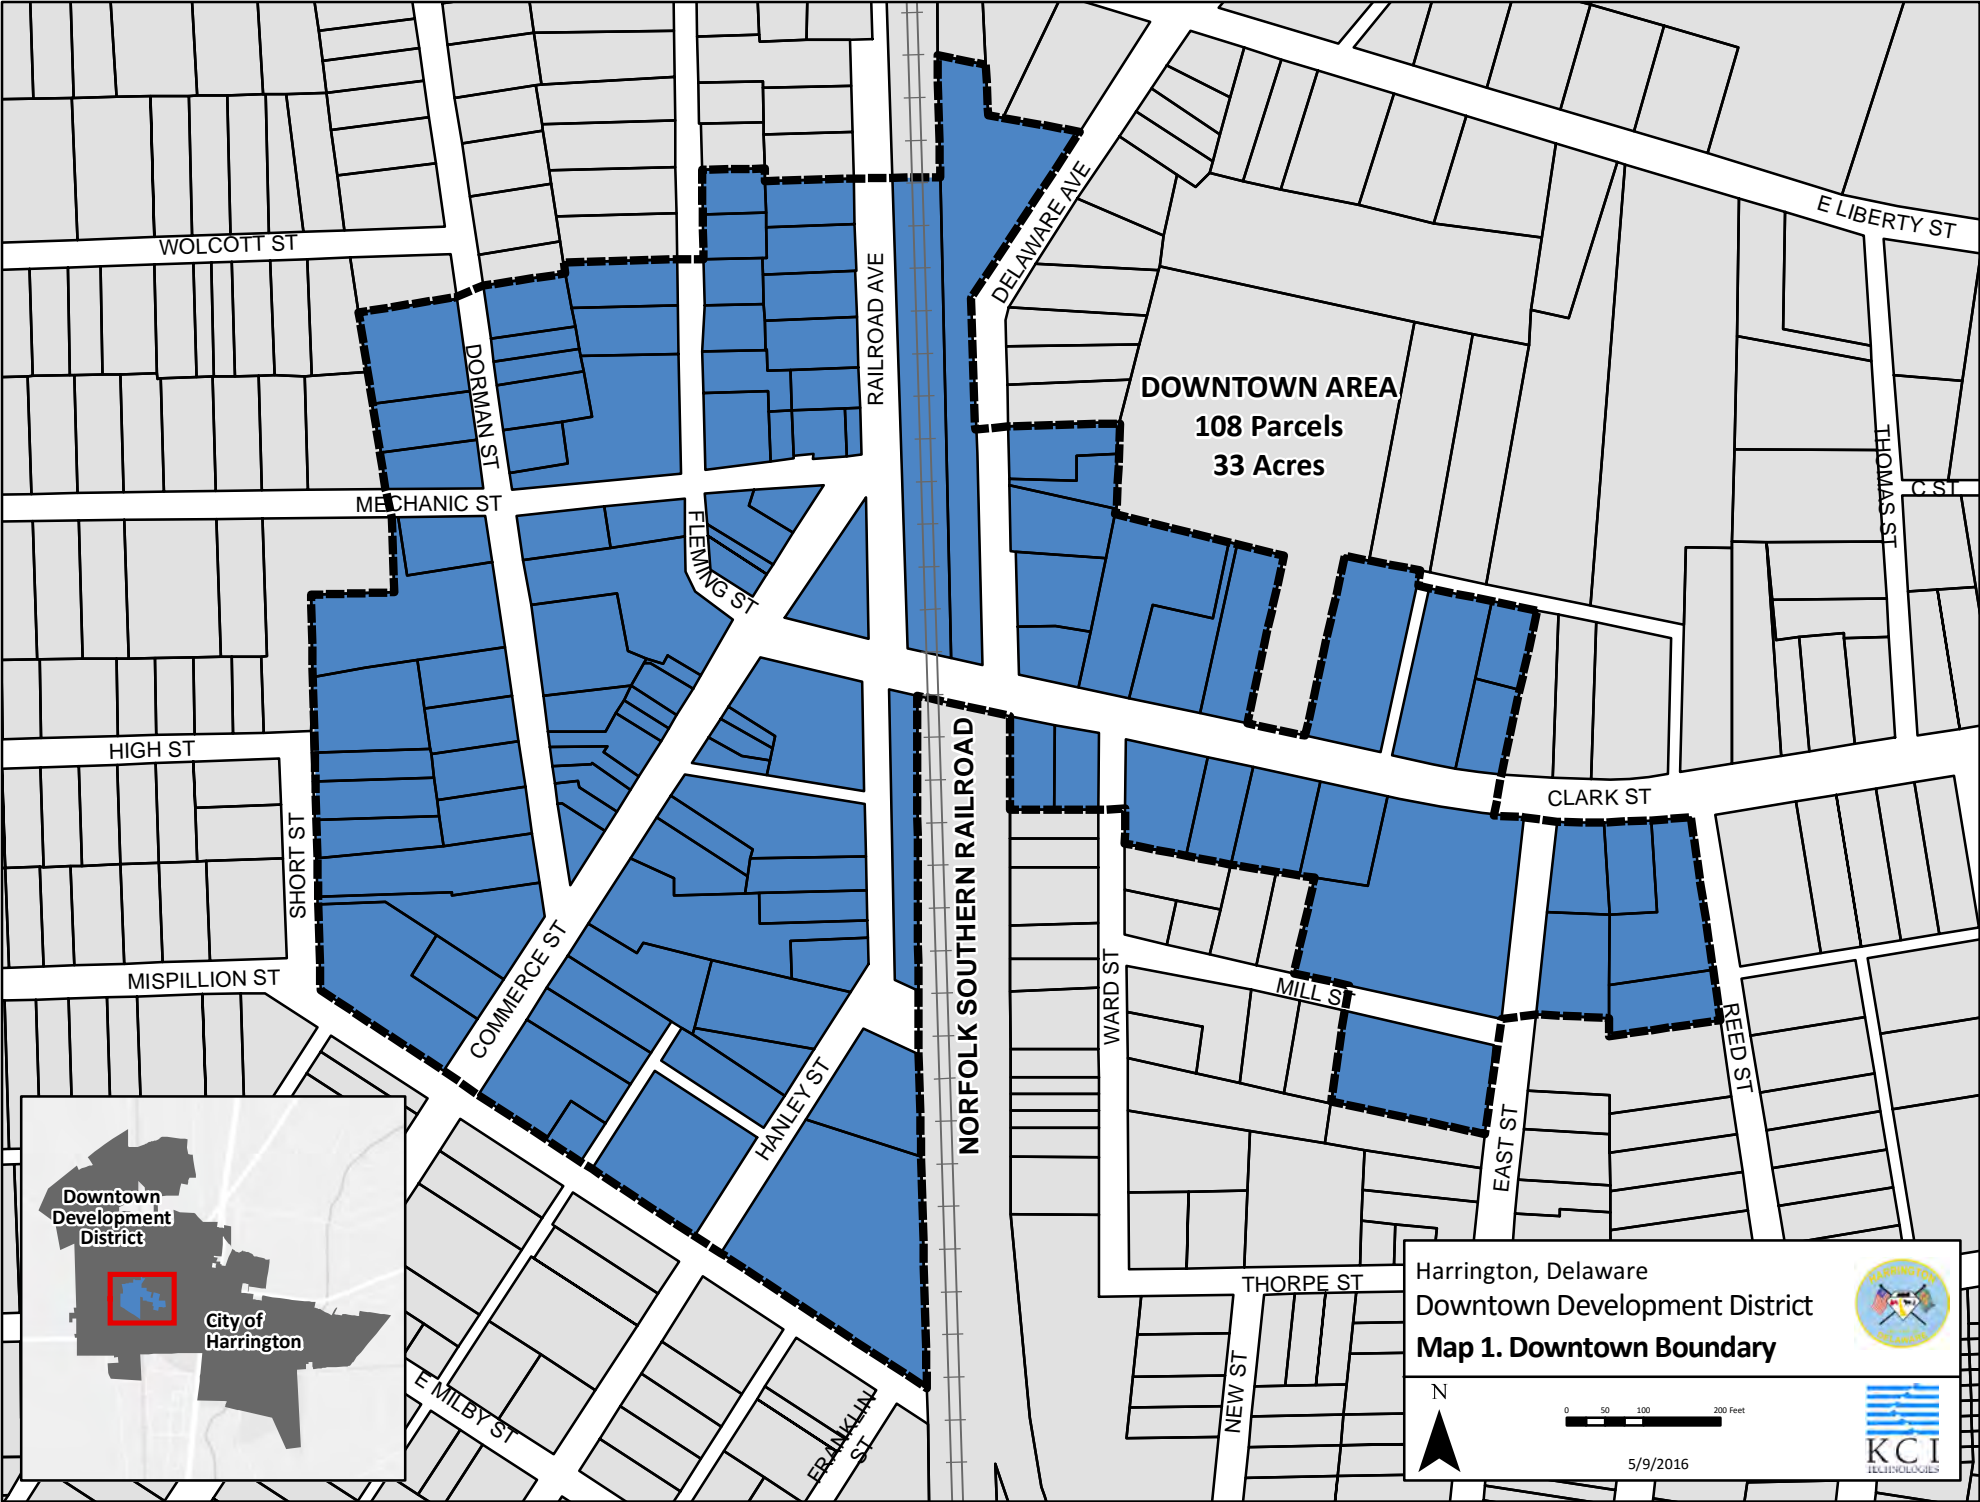 E LIBERTY ST
WOLCOTT ST
DELAWARE AVE
RAILROAD AVE
DORMAN ST
DOWNTOWN AREA
108 Parcels
33 Acres
THOMAS ST
C ST
MECHANIC ST
FLEMING ST
HIGH ST
CLARK ST
SHORT ST
NORFOLK SOUTHERN RAILROAD
MISPILLION ST
COMMERCE ST
WARD ST
MILL ST
REED ST
HANLEY ST
EAST ST
THORPE ST
NEW ST
E MILBY ST
FRANKLIN
ST
Downtown
Development
District
City of
Harrington
Harrington, Delaware
Downtown Development District
Map 1. Downtown Boundary
HARRINGTON
DELAWARE
N
0 50 100 200 Feet
5/9/2016
KCI
TECHNOLOGIES